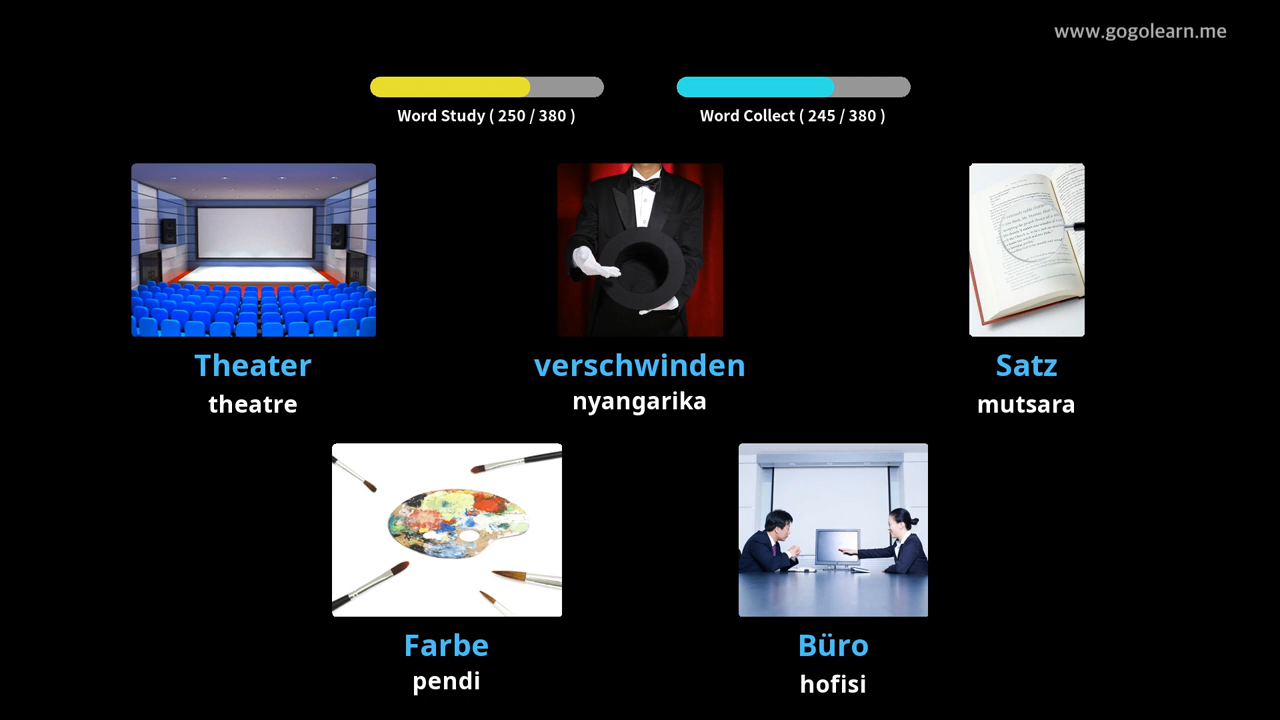 www.gogolearn.me
Word Study ( 250 / 380 )
Word Collect ( 245 / 380 )
Theater
theatre
verschwinden
nyangarika
Satz
mutsara
Farbe
pendi
Büro
hofisi